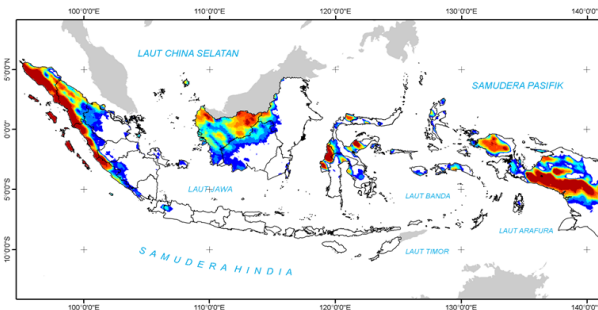 100°0'0"E 110°0'0"E 120°0'0"E 130°0'0"E 140°0'0"
LAUT CHINA SELATAN
SAMUDERA PASIFIK
5°0'N
0°0'0"
LAUT JAWA
5°0'0"S
LAUT BANDA
LAUT ARAFURA
10°0'0"S
SAMUDERA HINDIA
LAUT TIMOR
100°0'0"E 110°0'0"E 120°0'0"E 130°0'0"E 140°0'